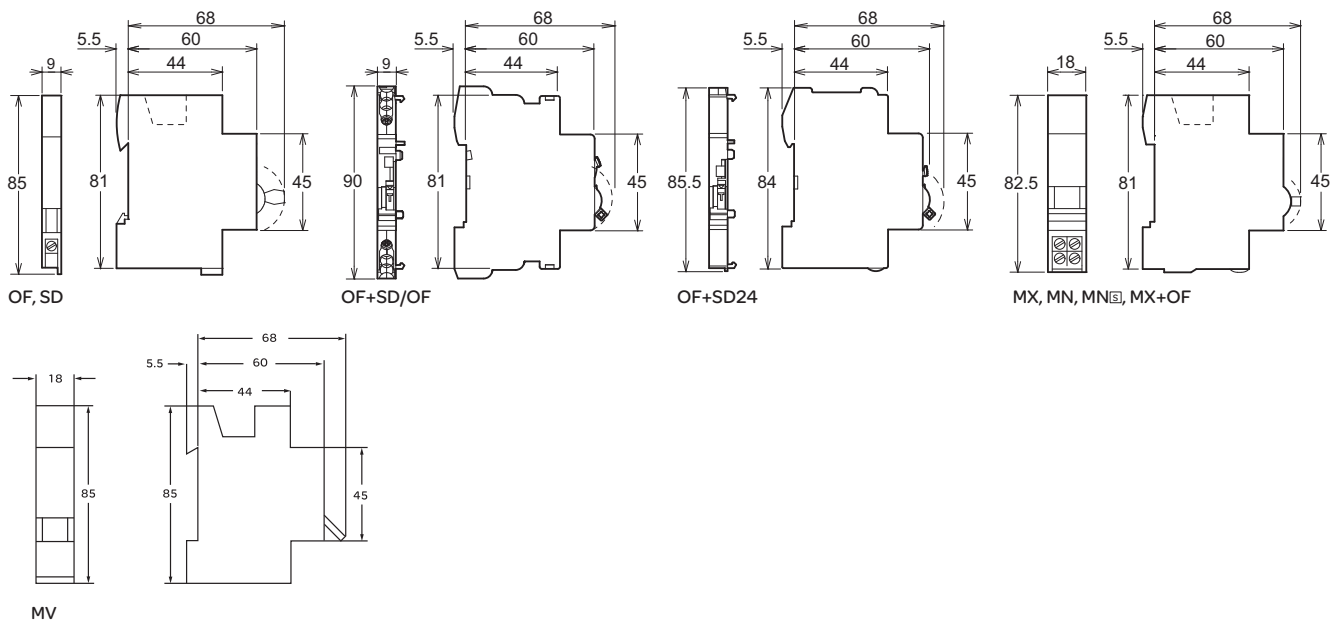 68 68 68 68
5.5 60 5.5 60 5.5 60 5.5 60
9 44 9 44 44 18 44
85 81 45 90 81 45 85.5 84 45 82.5 81 45
OF, SD OF+SD/OF OF+SD24 MX, MN, MN🅂, MX+OF
68
5.5 60
18 44
85 85 45
MV